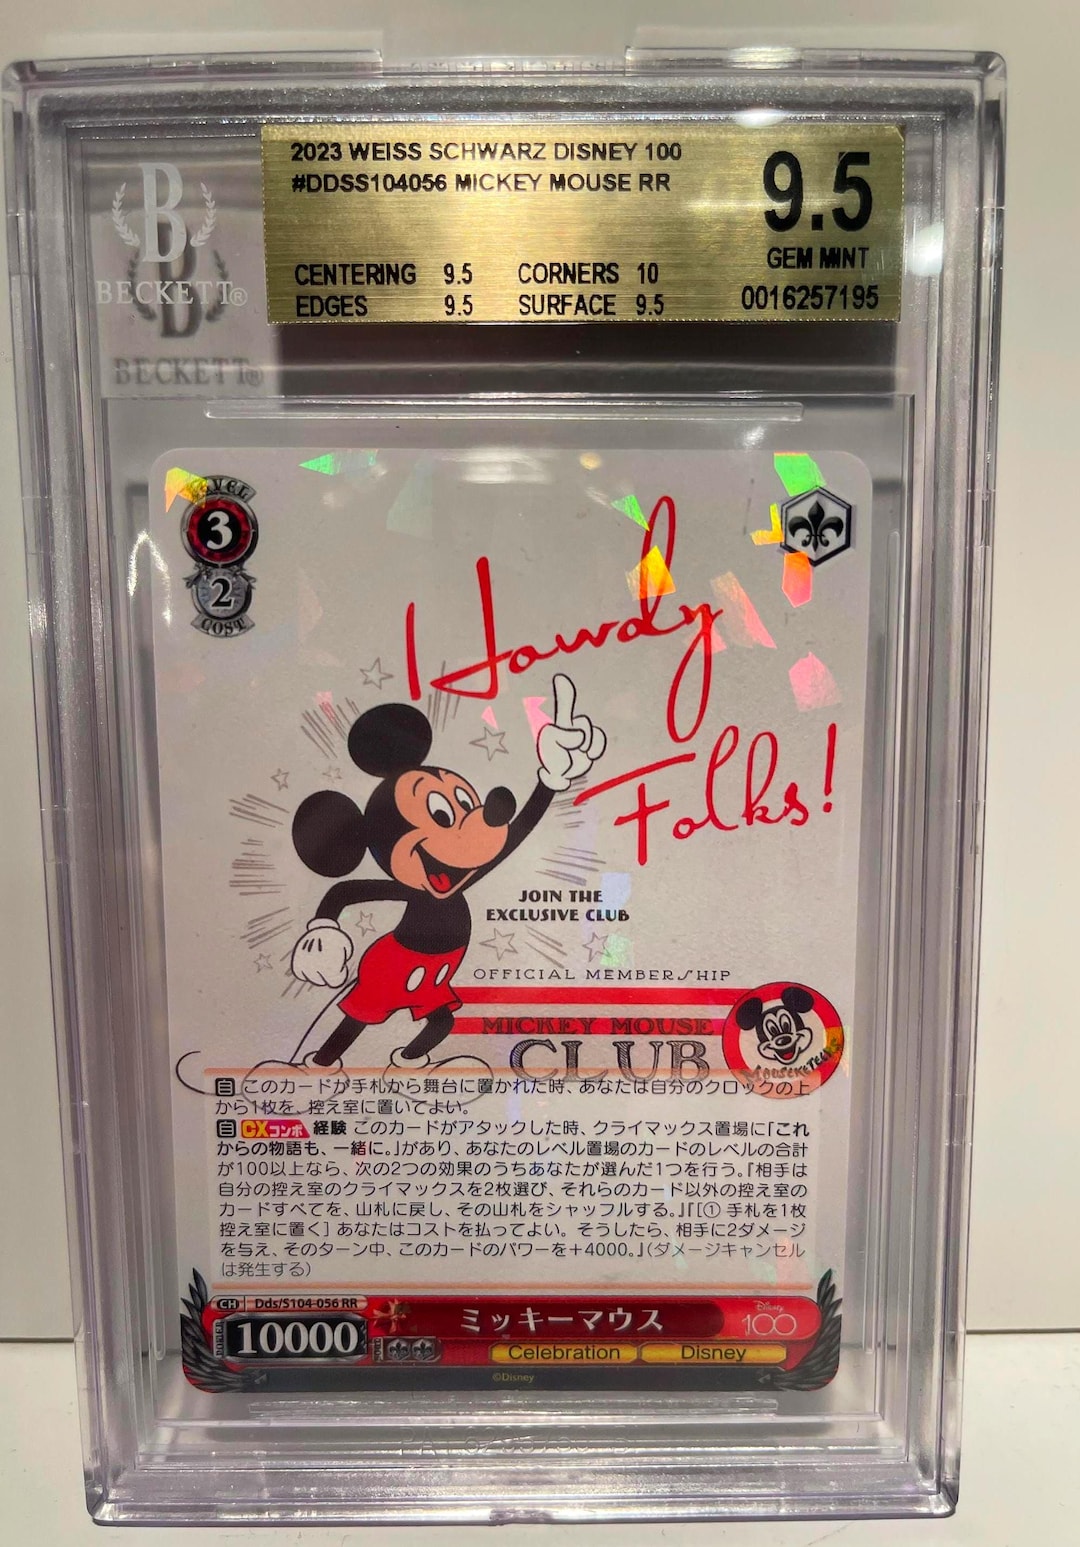 2023 WEISS SCHWARZ DISNEY 100
#DDSS104056 MICKEY MOUSE RR
9.5
GEM MINT
CENTERING 9.5 CORNERS 10
EDGES 9.5 SURFACE 9.5
0016257195
B
BECKETT®
BECKETT®
LEVEL
3
2
COST
Howdy
Folks!
JOIN THE
EXCLUSIVE CLUB
OFFICIAL MEMBERSHIP
MICKEY MOUSE
CLUB
MOUSEKETEERS
自 このカードが手札から舞台に置かれた時、あなたは自分のクロックの上
から1枚を、控え室に置いてよい。
自 CXコンボ 経験 このカードがアタックした時、クライマックス置場に「これ
からの物語も、一緒に。」があり、あなたのレベル置場のカードのレベルの合計
が100以上なら、次の2つの効果のうちあなたが選んだ1つを行う。『相手は
自分の控え室のクライマックスを2枚選び、それらのカード以外の控え室の
カードすべてを、山札に戻し、その山札をシャッフルする。』『[① 手札を1枚
控え室に置く] あなたはコストを払ってよい。そうしたら、相手に2ダメージ
を与え、そのターン中、このカードのパワーを＋4000。』（ダメージキャンセル
は発生する）
CH Dds/S104-056 RR
POWER 10000
SOUL
ミッキーマウス
Disney
100
Celebration
Disney
©Disney